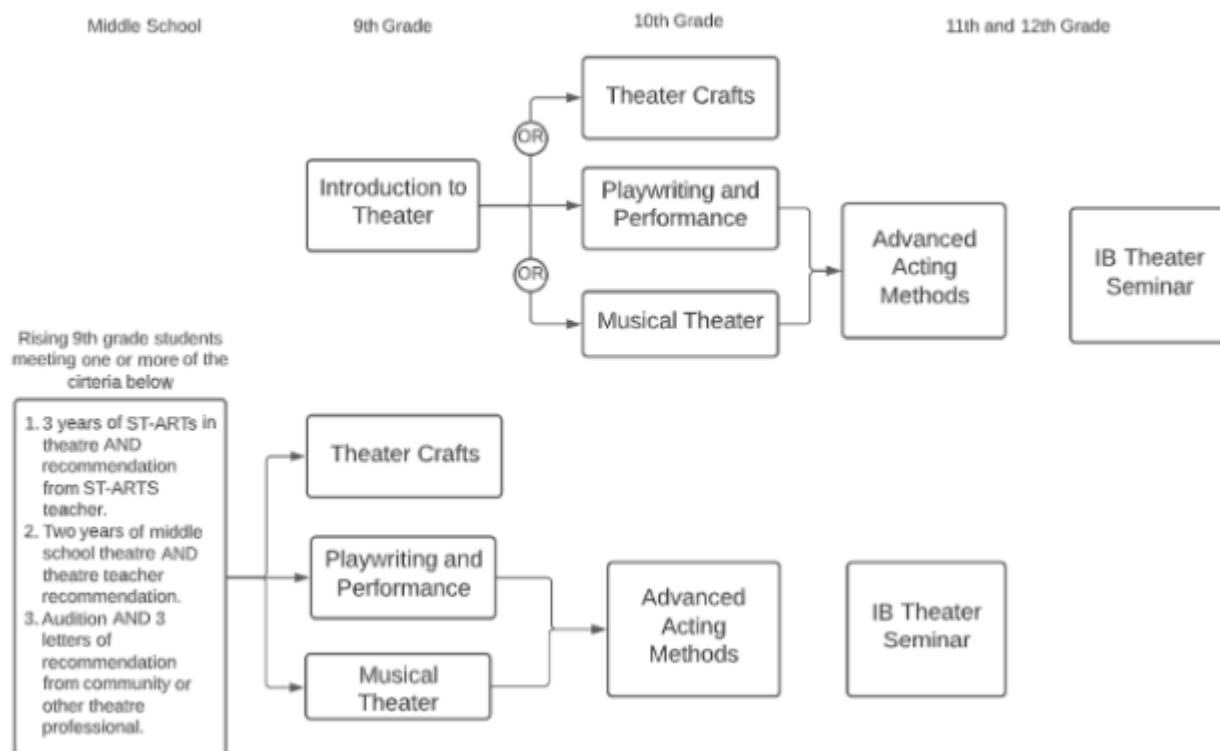 Middle School
9th Grade
10th Grade
11th and 12th Grade
Theater Crafts
OR
Introduction to
Theater
Playwriting and
Performance
OR
Musical Theater
Advanced
Acting
Methods
IB Theater
Seminar
Rising 9th grade students
meeting one or more of the
cirteria below
1. 3 years of ST-ARTs in
theatre AND
recommendation
from ST-ARTS
teacher.
2. Two years of middle
school theatre AND
theatre teacher
recommendation.
3. Audition AND 3
letters of
recommendation
from community or
other theatre
professional.
Theater Crafts
Playwriting and
Performance
Musical
Theater
Advanced
Acting
Methods
IB Theater
Seminar